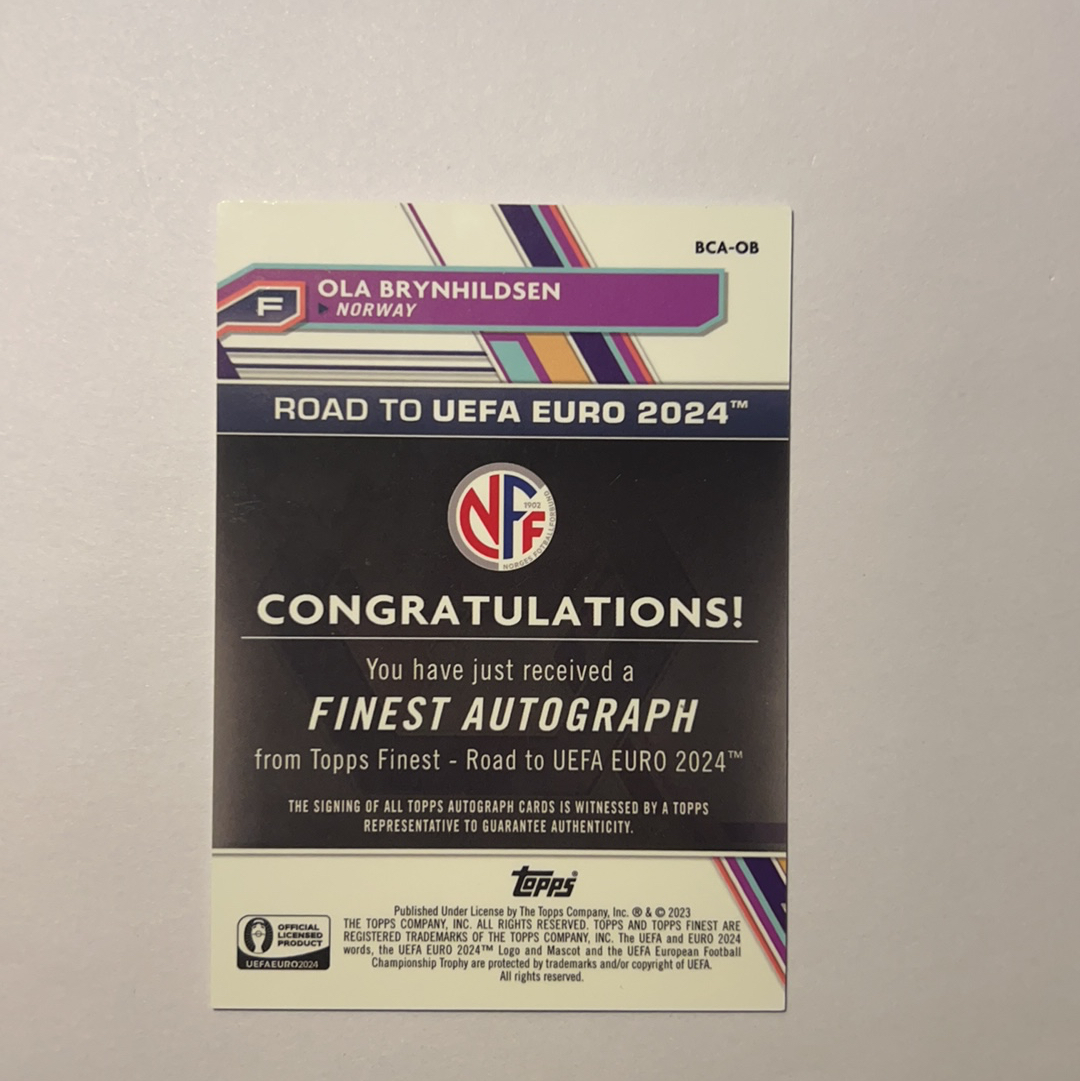 BCA-OB
OLA BRYNHILDSEN
F
NORWAY
ROAD TO UEFA EURO 2024™
NFF
1902
NORGES FOTBALLFORBUND
CONGRATULATIONS!
You have just received a
FINEST AUTOGRAPH
from Topps Finest - Road to UEFA EURO 2024™
THE SIGNING OF ALL TOPPS AUTOGRAPH CARDS IS WITNESSED BY A TOPPS
REPRESENTATIVE TO GUARANTEE AUTHENTICITY.
topps®
Published Under License by The Topps Company, Inc. ® & © 2023
THE TOPPS COMPANY, INC. ALL RIGHTS RESERVED. TOPPS AND TOPPS FINEST ARE
REGISTERED TRADEMARKS OF THE TOPPS COMPANY, INC. The UEFA and EURO 2024
words, the UEFA EURO 2024™ Logo and Mascot and the UEFA European Football
Championship Trophy are protected by trademarks and/or copyright of UEFA.
All rights reserved.
OFFICIAL
LICENSED
PRODUCT
UEFA EURO2024